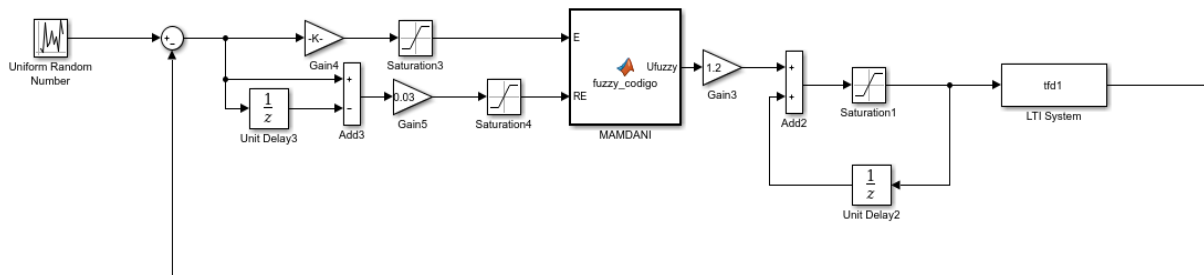 Uniform Random
Number
+
−
-K-
Gain4
Saturation3
+
−
Add3
1
z
Unit Delay3
0.03
Gain5
Saturation4
E
RE
Ufuzzy
fuzzy_codigo
MAMDANI
1.2
Gain3
+
+
Add2
Saturation1
1
z
Unit Delay2
tfd1
LTI System